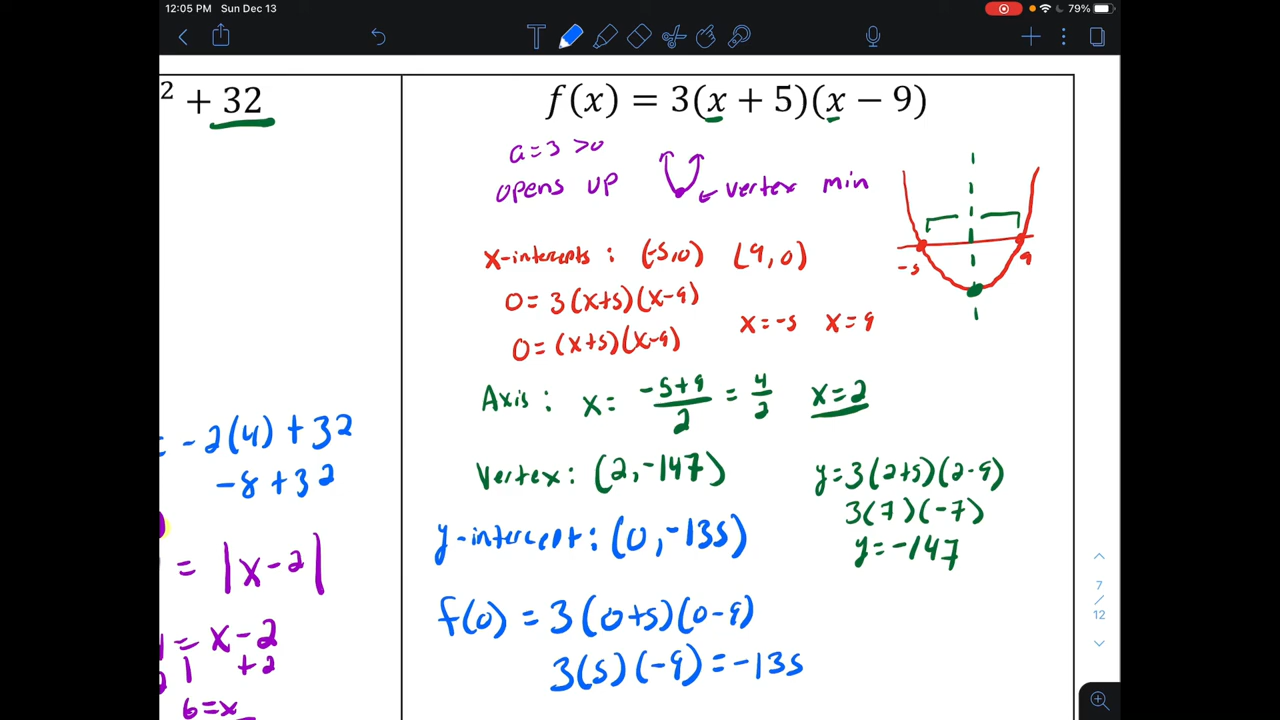 12:05 PM Sun Dec 13
79%
² + 32
= -2(4) + 32
-8 + 32
= |x-2|
= x-2
+2
6=x
f(x) = 3(x + 5)(x − 9)
a=3 >0
opens up
vertex min
x-intercepts : (-5,0) (9,0)
-5
9
0= 3(x+5)(x-9)
0= (x+5)(x-9)
x=-5 x=9
Axis : x= -5+9/2 = 4/2 x=2
Vertex: (2,-147)
y=3(2+5)(2-9)
3(7)(-7)
y=-147
y-intercept: (0,-135)
f(0) = 3(0+5)(0-9)
3(5)(-9)=-135
7
/
12